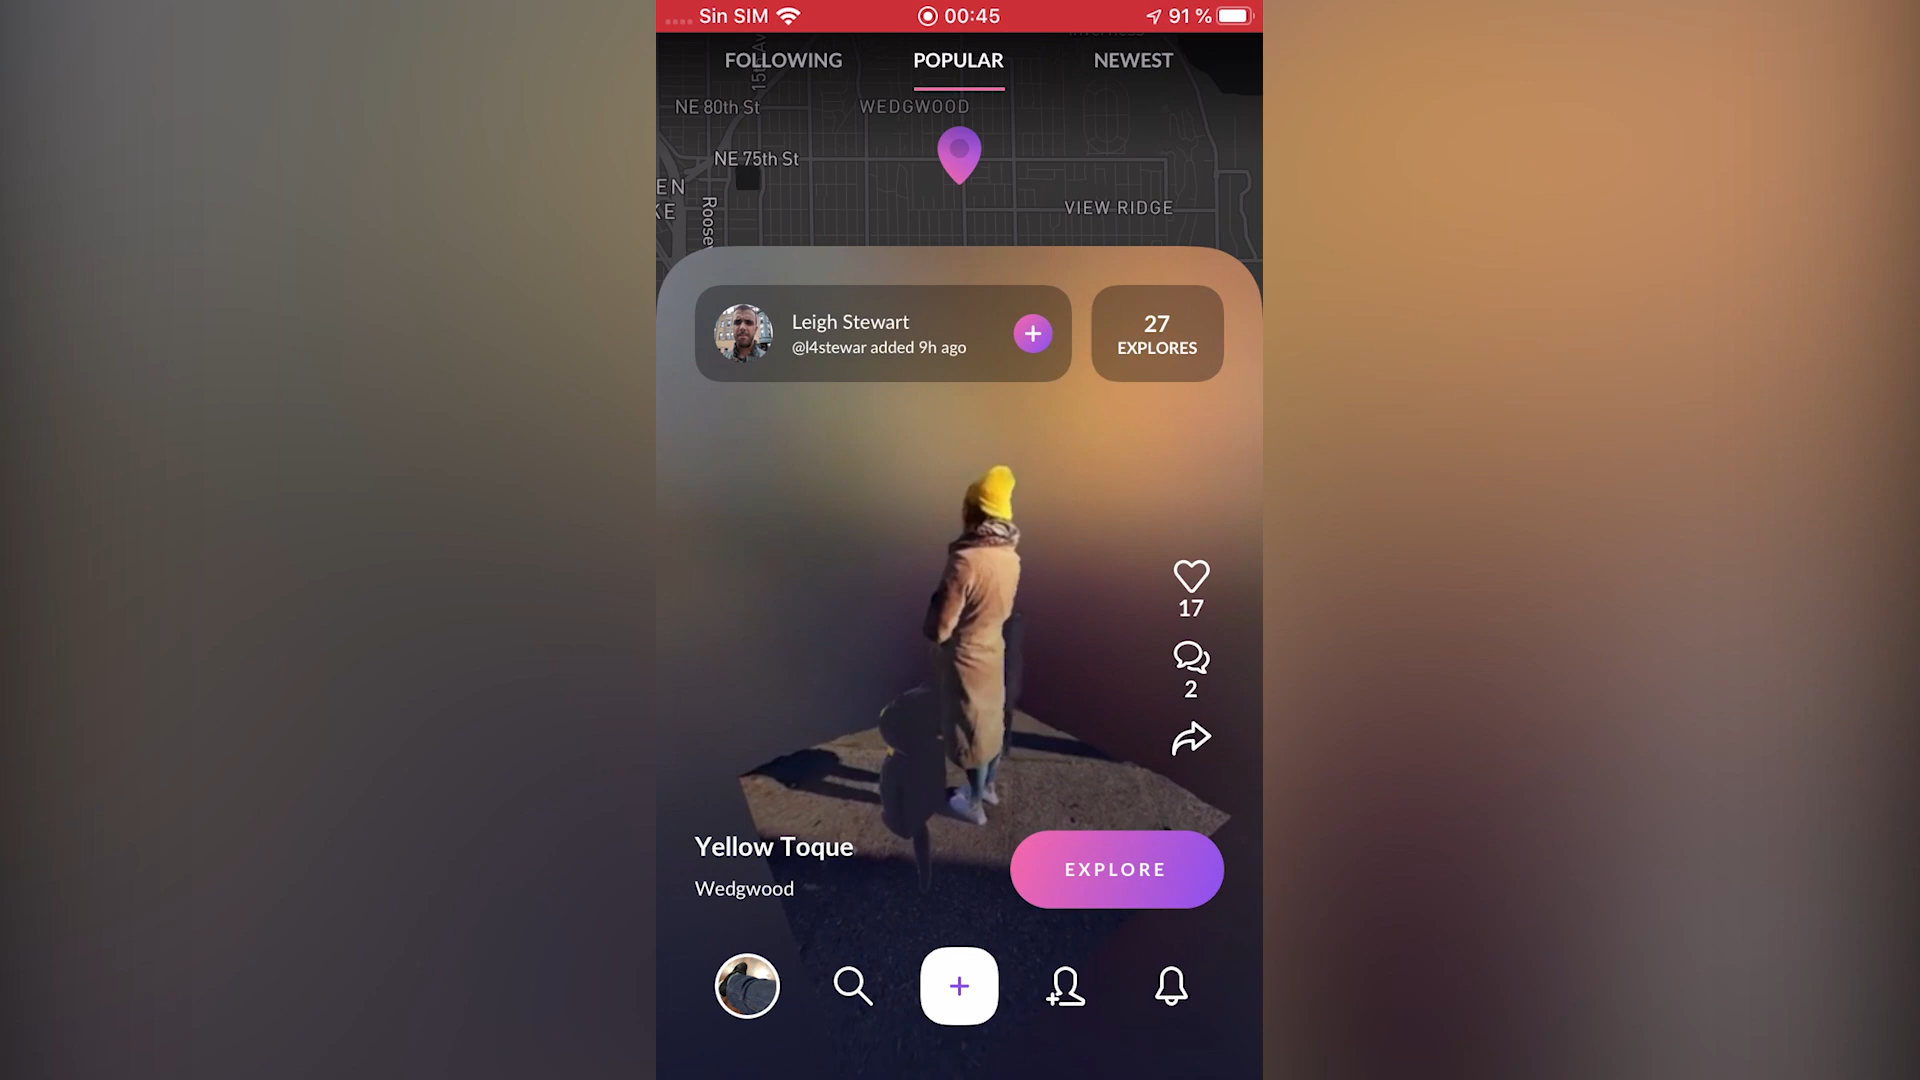 Sin SIM 00:45 91 %
FOLLOWING POPULAR NEWEST
NE 80th St WEDGWOOD
NE 75th St
VIEW RIDGE
Leigh Stewart
@l4stewar added 9h ago
27
EXPLORES
17
2
Yellow Toque
Wedgwood
EXPLORE